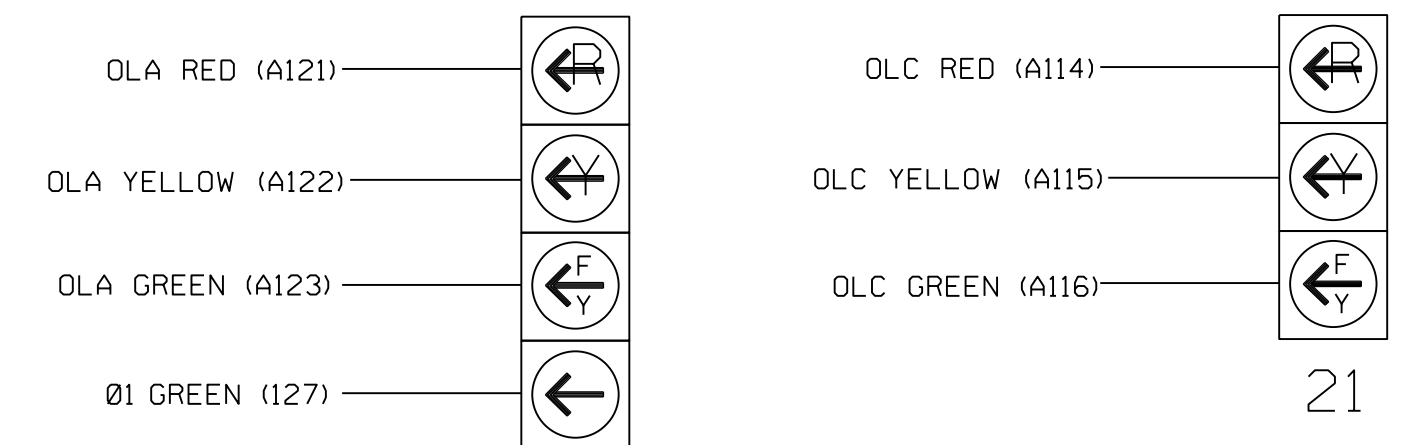 OLA RED (A121)
R
OLA YELLOW (A122)
Y
OLA GREEN (A123)
F
Y
Ø1 GREEN (127)
OLC RED (A114)
R
OLC YELLOW (A115)
Y
OLC GREEN (A116)
F
Y
21